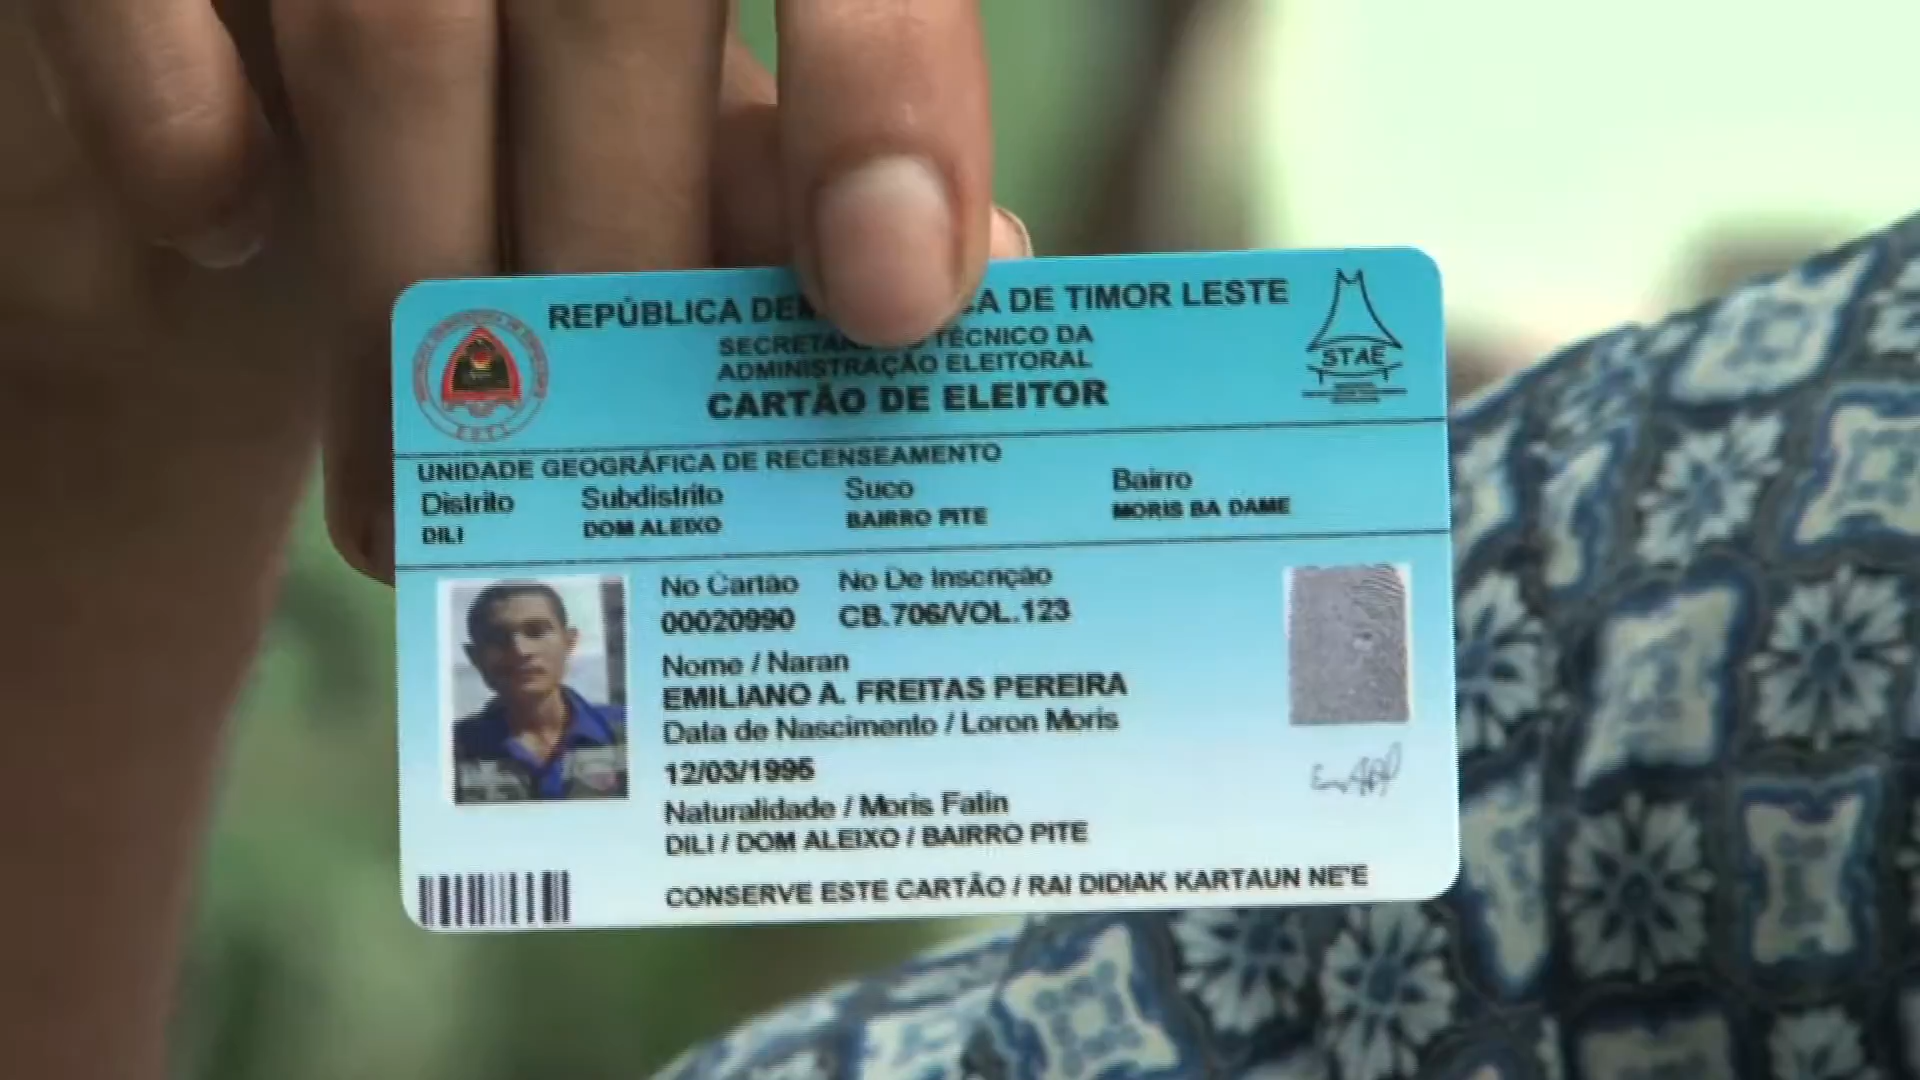 REPÚBLICA DE TIMOR LESTE
TÉCNICO DA
ADMINISTRAÇÃO ELEITORAL
CARTÃO DE ELEITOR
STAE
UNIDADE GEOGRÁFICA DE RECENSEAMENTO
Distrito Subdistrito Suco Bairro
DILI DOM ALEIXO BAIRRO PITE MORIS BA DAME
No Cartão No De Inscrição
00020990 CB.706/VOL.123
Nome / Naran
EMILIANO A. FREITAS PEREIRA
Data de Nascimento / Loron Moris
12/03/1995
Naturalidade / Moris Fatin
DILI / DOM ALEIXO / BAIRRO PITE
CONSERVE ESTE CARTÃO / RAI DIDIAK KARTAUN NE'E